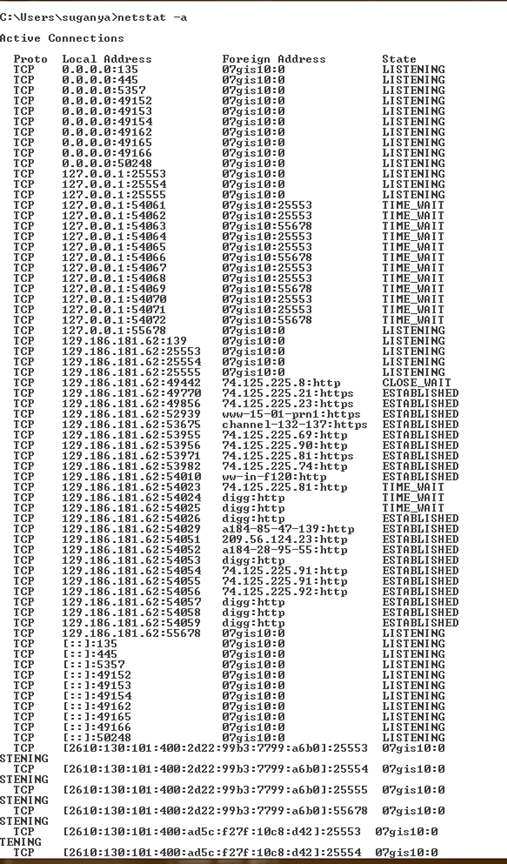 C:\Users\suganya>netstat -a
Active Connections
Proto Local Address Foreign Address State
TCP 0.0.0.0:135 07gis10:0 LISTENING
TCP 0.0.0.0:445 07gis10:0 LISTENING
TCP 0.0.0.0:5357 07gis10:0 LISTENING
TCP 0.0.0.0:49152 07gis10:0 LISTENING
TCP 0.0.0.0:49153 07gis10:0 LISTENING
TCP 0.0.0.0:49154 07gis10:0 LISTENING
TCP 0.0.0.0:49162 07gis10:0 LISTENING
TCP 0.0.0.0:49165 07gis10:0 LISTENING
TCP 0.0.0.0:49166 07gis10:0 LISTENING
TCP 0.0.0.0:50248 07gis10:0 LISTENING
TCP 127.0.0.1:25553 07gis10:0 LISTENING
TCP 127.0.0.1:25554 07gis10:0 LISTENING
TCP 127.0.0.1:25555 07gis10:0 LISTENING
TCP 127.0.0.1:54061 07gis10:25553 TIME_WAIT
TCP 127.0.0.1:54062 07gis10:25553 TIME_WAIT
TCP 127.0.0.1:54063 07gis10:55678 TIME_WAIT
TCP 127.0.0.1:54064 07gis10:25553 TIME_WAIT
TCP 127.0.0.1:54065 07gis10:25553 TIME_WAIT
TCP 127.0.0.1:54066 07gis10:55678 TIME_WAIT
TCP 127.0.0.1:54067 07gis10:25553 TIME_WAIT
TCP 127.0.0.1:54068 07gis10:25553 TIME_WAIT
TCP 127.0.0.1:54069 07gis10:55678 TIME_WAIT
TCP 127.0.0.1:54070 07gis10:25553 TIME_WAIT
TCP 127.0.0.1:54071 07gis10:25553 TIME_WAIT
TCP 127.0.0.1:54072 07gis10:55678 TIME_WAIT
TCP 127.0.0.1:55678 07gis10:0 LISTENING
TCP 129.186.181.62:139 07gis10:0 LISTENING
TCP 129.186.181.62:25553 07gis10:0 LISTENING
TCP 129.186.181.62:25554 07gis10:0 LISTENING
TCP 129.186.181.62:25555 07gis10:0 LISTENING
TCP 129.186.181.62:49442 74.125.225.8:http CLOSE_WAIT
TCP 129.186.181.62:49770 74.125.225.21:https ESTABLISHED
TCP 129.186.181.62:49856 74.125.225.23:https ESTABLISHED
TCP 129.186.181.62:52939 www-15-01-prn1:https ESTABLISHED
TCP 129.186.181.62:53675 channel-132-137:https ESTABLISHED
TCP 129.186.181.62:53955 74.125.225.69:http ESTABLISHED
TCP 129.186.181.62:53956 74.125.225.90:http ESTABLISHED
TCP 129.186.181.62:53971 74.125.225.81:https ESTABLISHED
TCP 129.186.181.62:53982 74.125.225.74:http ESTABLISHED
TCP 129.186.181.62:54010 ww-in-f120:http ESTABLISHED
TCP 129.186.181.62:54023 74.125.225.81:http TIME_WAIT
TCP 129.186.181.62:54024 digg:http TIME_WAIT
TCP 129.186.181.62:54025 digg:http TIME_WAIT
TCP 129.186.181.62:54026 digg:http ESTABLISHED
TCP 129.186.181.62:54029 a184-85-47-139:http ESTABLISHED
TCP 129.186.181.62:54051 209.56.124.23:http ESTABLISHED
TCP 129.186.181.62:54052 a184-28-95-55:http ESTABLISHED
TCP 129.186.181.62:54053 digg:http ESTABLISHED
TCP 129.186.181.62:54054 74.125.225.91:http ESTABLISHED
TCP 129.186.181.62:54055 74.125.225.91:http ESTABLISHED
TCP 129.186.181.62:54056 74.125.225.92:http ESTABLISHED
TCP 129.186.181.62:54057 digg:http ESTABLISHED
TCP 129.186.181.62:54058 digg:http ESTABLISHED
TCP 129.186.181.62:54059 digg:http ESTABLISHED
TCP 129.186.181.62:55678 07gis10:0 LISTENING
TCP [::]:135 07gis10:0 LISTENING
TCP [::]:445 07gis10:0 LISTENING
TCP [::]:5357 07gis10:0 LISTENING
TCP [::]:49152 07gis10:0 LISTENING
TCP [::]:49153 07gis10:0 LISTENING
TCP [::]:49154 07gis10:0 LISTENING
TCP [::]:49162 07gis10:0 LISTENING
TCP [::]:49165 07gis10:0 LISTENING
TCP [::]:49166 07gis10:0 LISTENING
TCP [::]:50248 07gis10:0 LISTENING
TCP [2610:130:101:400:2d22:99b3:7799:a6b0]:25553 07gis10:0
STENING
TCP [2610:130:101:400:2d22:99b3:7799:a6b0]:25554 07gis10:0
STENING
TCP [2610:130:101:400:2d22:99b3:7799:a6b0]:25555 07gis10:0
STENING
TCP [2610:130:101:400:2d22:99b3:7799:a6b0]:55678 07gis10:0
STENING
TCP [2610:130:101:400:ad5c:f27f:10c8:d42]:25553 07gis10:0
TENING
TCP [2610:130:101:400:ad5c:f27f:10c8:d42]:25554 07gis10:0